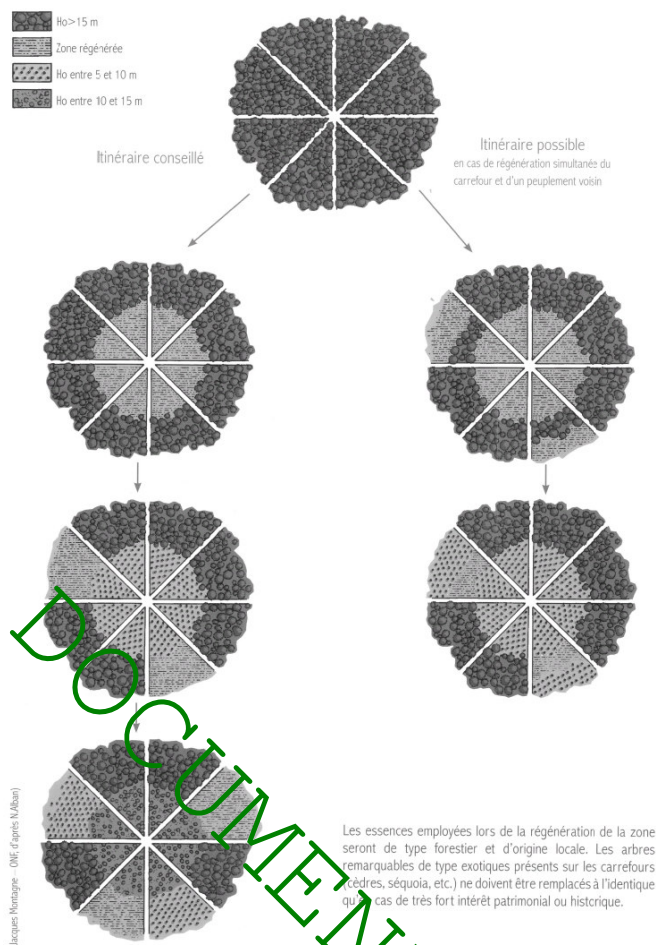 Ho>15 m
Zone régénérée
Ho entre 5 et 10 m
Ho entre 10 et 15 m
Itinéraire conseillé
Itinéraire possible
en cas de régénération simultanée du
carrefour et d'un peuplement voisin
Jacques Montagne - ONF, d'après N.Alban)
Les essences employées lors de la régénération de la zone
seront de type forestier et d'origine locale. Les arbres
remarquables de type exotiques présents sur les carrefours
(cèdres, séquoia, etc.) ne doivent être remplacés à l'identique
qu'en cas de très fort intérêt patrimonial ou historique.
DOCUMEN